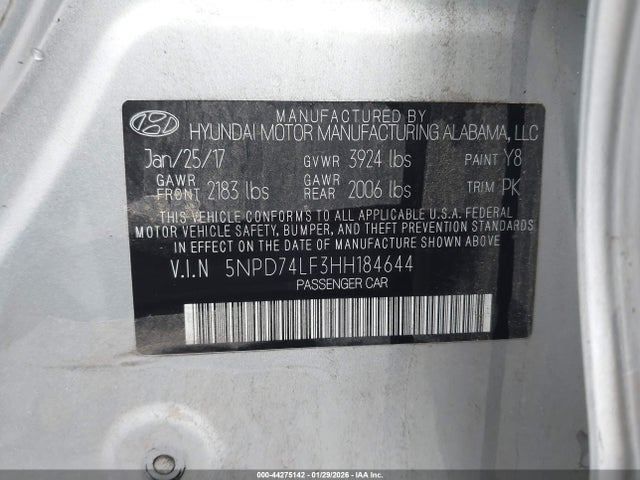 MANUFACTURED BY
HYUNDAI MOTOR MANUFACTURING ALABAMA, LLC
Jan/25/17 GVWR 3924 lbs PAINT Y8
GAWR FRONT 2183 lbs GAWR REAR 2006 lbs TRIM PK
THIS VEHICLE CONFORMS TO ALL APPLICABLE U.S.A. FEDERAL
MOTOR VEHICLE SAFETY, BUMPER, AND THEFT PREVENTION STANDARDS
IN EFFECT ON THE DATE OF MANUFACTURE SHOWN ABOVE.
V.I.N 5NPD74LF3HH184644
PASSENGER CAR
000-44275142 - 01/29/2026 - IAA Inc.